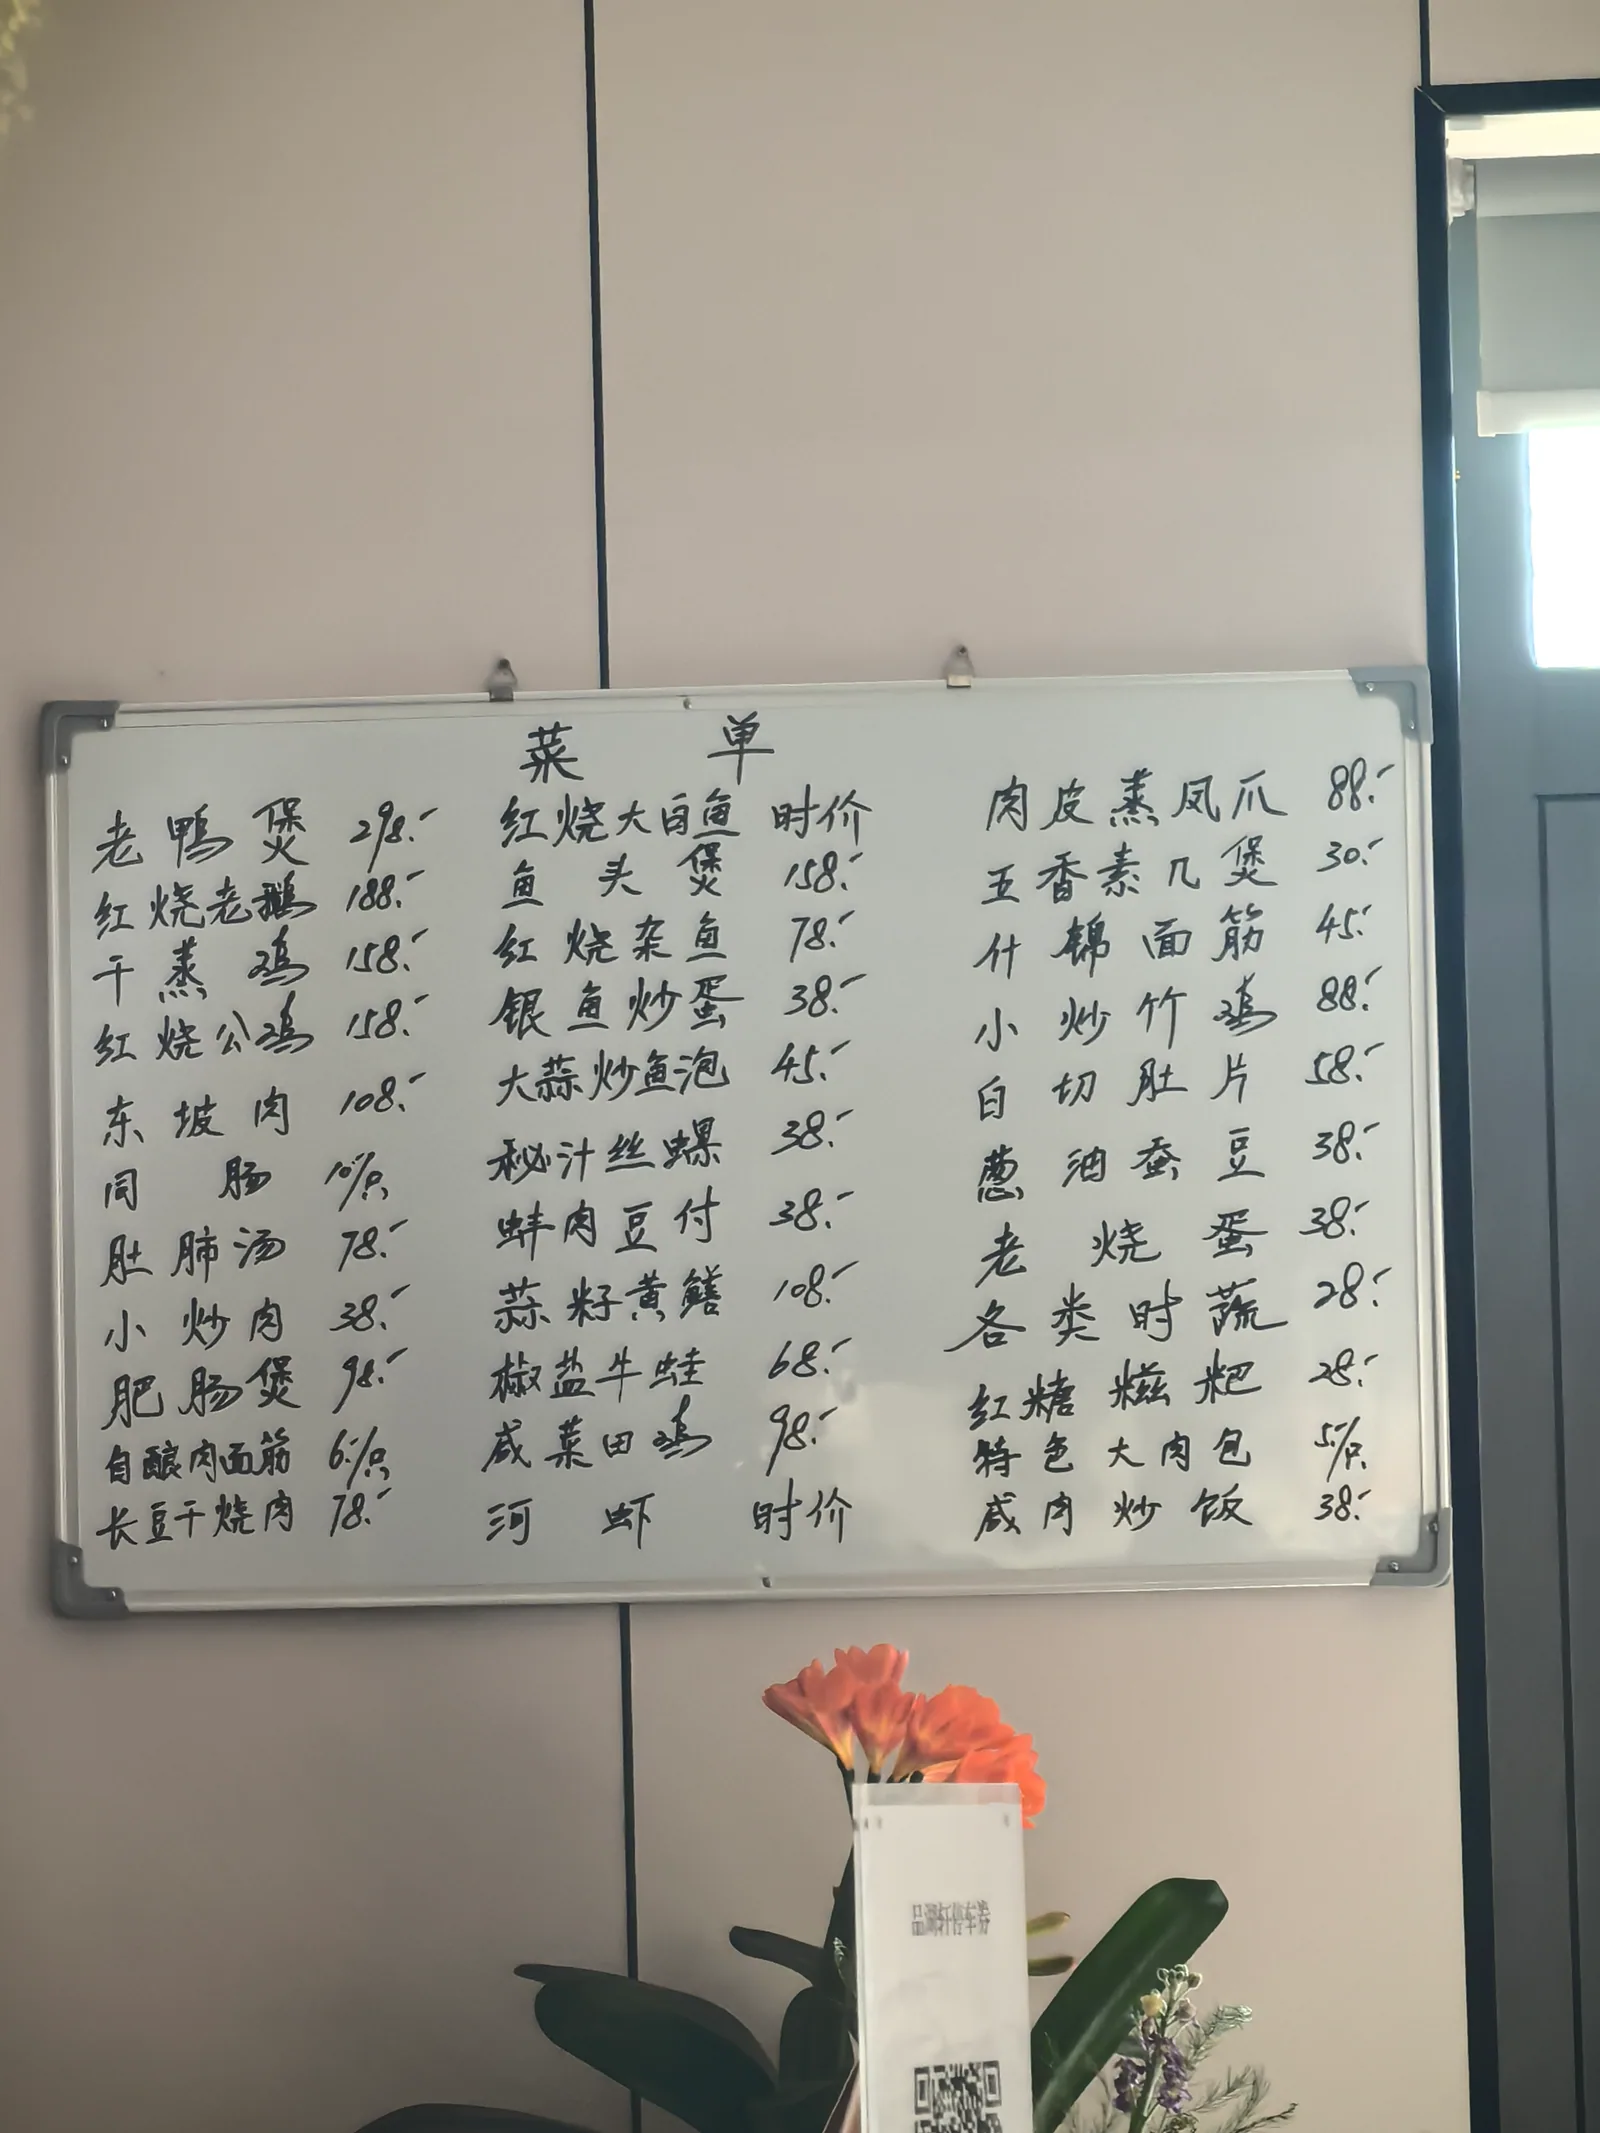 菜单
老鸭煲 298.-
红烧老鹅 188.-
干蒸鸡 158.-
红烧公鸡 158.-
东坡肉 108.-
同肠 10/只
肚肺汤 78.-
小炒肉 38.-
肥肠煲 98.-
自酿肉面筋 6./只
长豆干烧肉 78.-
红烧大白鱼 时价
鱼头煲 158.-
红烧杂鱼 78.-
银鱼炒蛋 38.-
大蒜炒鱼泡 45.-
秘汁丝螺 38.-
蚌肉豆付 38.-
蒜籽黄鳝 108.-
椒盐牛蛙 68.-
咸菜田鸡 98.-
河虾 时价
肉皮蒸凤爪 88.-
五香素几煲 30.-
什锦面筋 45.-
小炒竹鸡 88.-
白切肚片 58.-
葱油蚕豆 38.-
老烧蛋 38.-
各类时蔬 28.-
红糖糍粑 28.-
特色大肉包 5./只
咸肉炒饭 38.-
品湖轩停车券